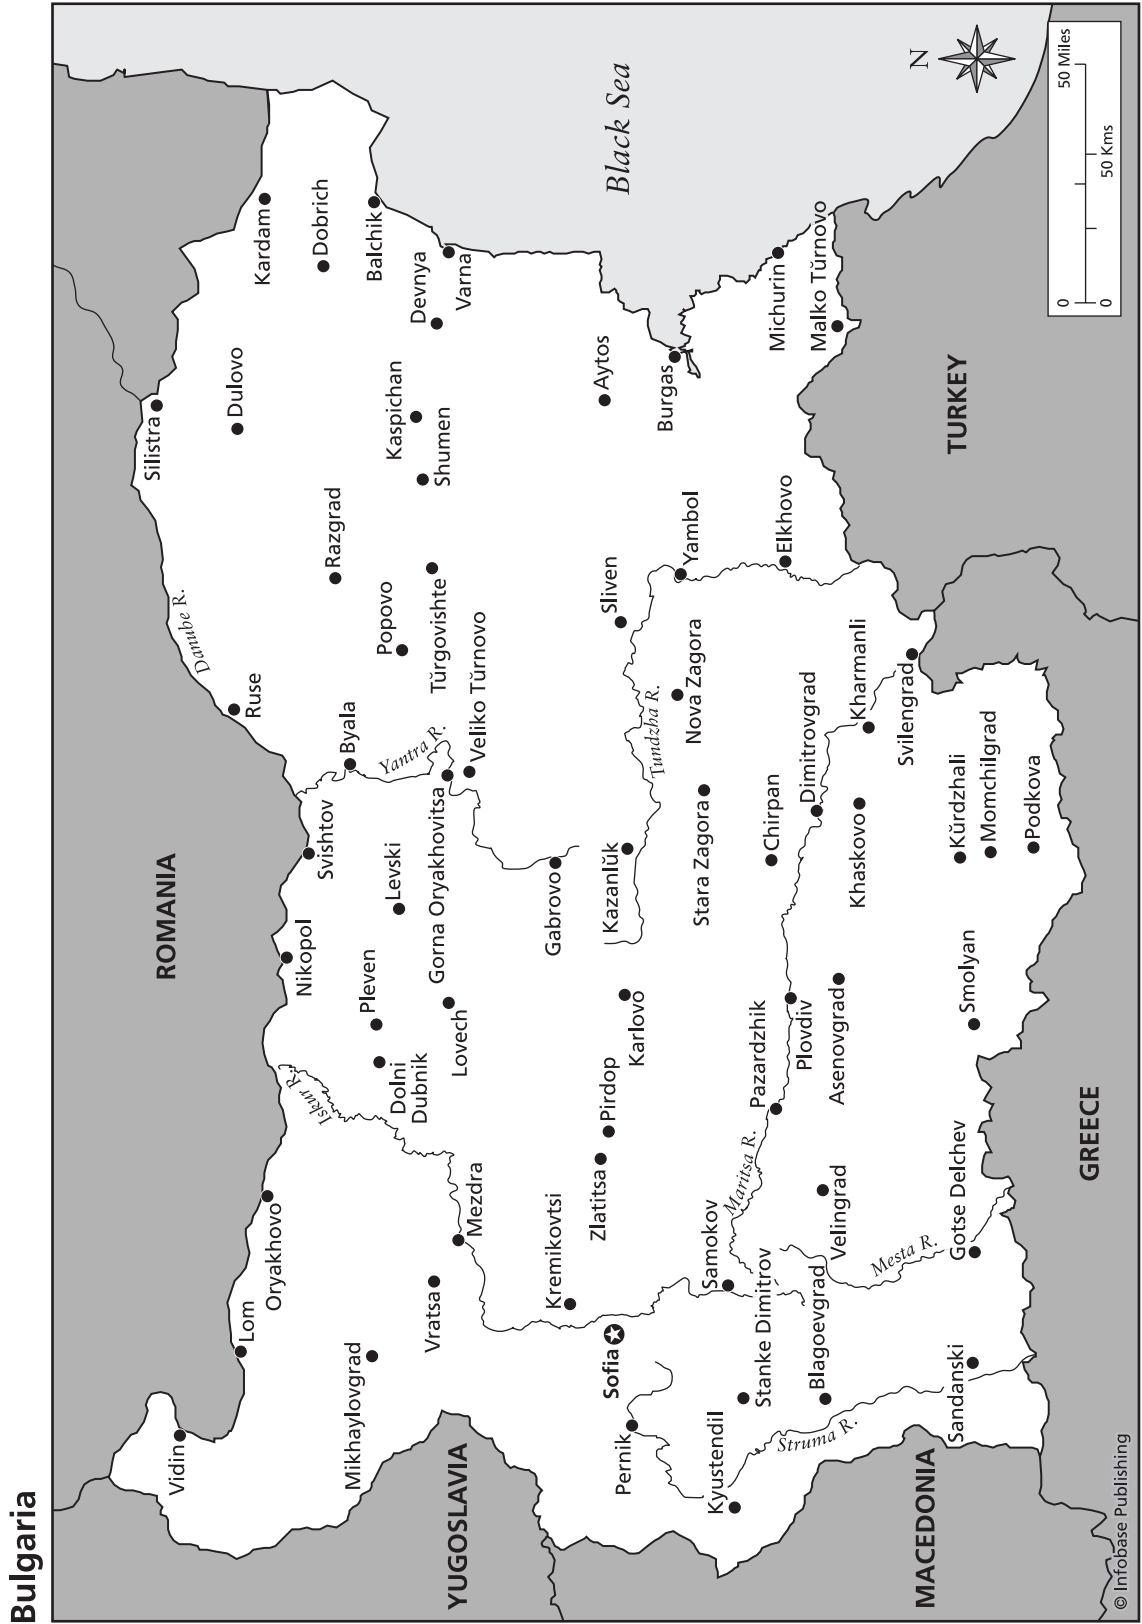 Bulgaria
ROMANIA
YUGOSLAVIA
MACEDONIA
GREECE
TURKEY
Black Sea
N
0
50 Miles
0
50 Kms
Danube R.
Iskur R.
Yantra R.
Tundzha R.
Maritsa R.
Mesta R.
Struma R.
Vidin
Lom
Oryakhovo
Mikhaylovgrad
Vratsa
Mezdra
Nikopol
Svishtov
Pleven
Levski
Dolni
Dubnik
Lovech
Gorna Oryakhovitsa
Veliko Tŭrnovo
Byala
Ruse
Popovo
Tŭrgovishte
Razgrad
Silistra
Dulovo
Kaspichan
Shumen
Kardam
Dobrich
Balchik
Devnya
Varna
Kremikovtsi
Sofia
Pernik
Zlatitsa
Pirdop
Karlovo
Gabrovo
Kazanlŭk
Sliven
Aytos
Burgas
Yambol
Nova Zagora
Stara Zagora
Chirpan
Dimitrovgrad
Elkhovo
Michurin
Malko Tŭrnovo
Kyustendil
Samokov
Stanke Dimitrov
Blagoevgrad
Velingrad
Pazardzhik
Plovdiv
Asenovgrad
Khaskovo
Kharmanli
Svilengrad
Kŭrdzhali
Momchilgrad
Podkova
Smolyan
Gotse Delchev
Sandanski
© Infobase Publishing